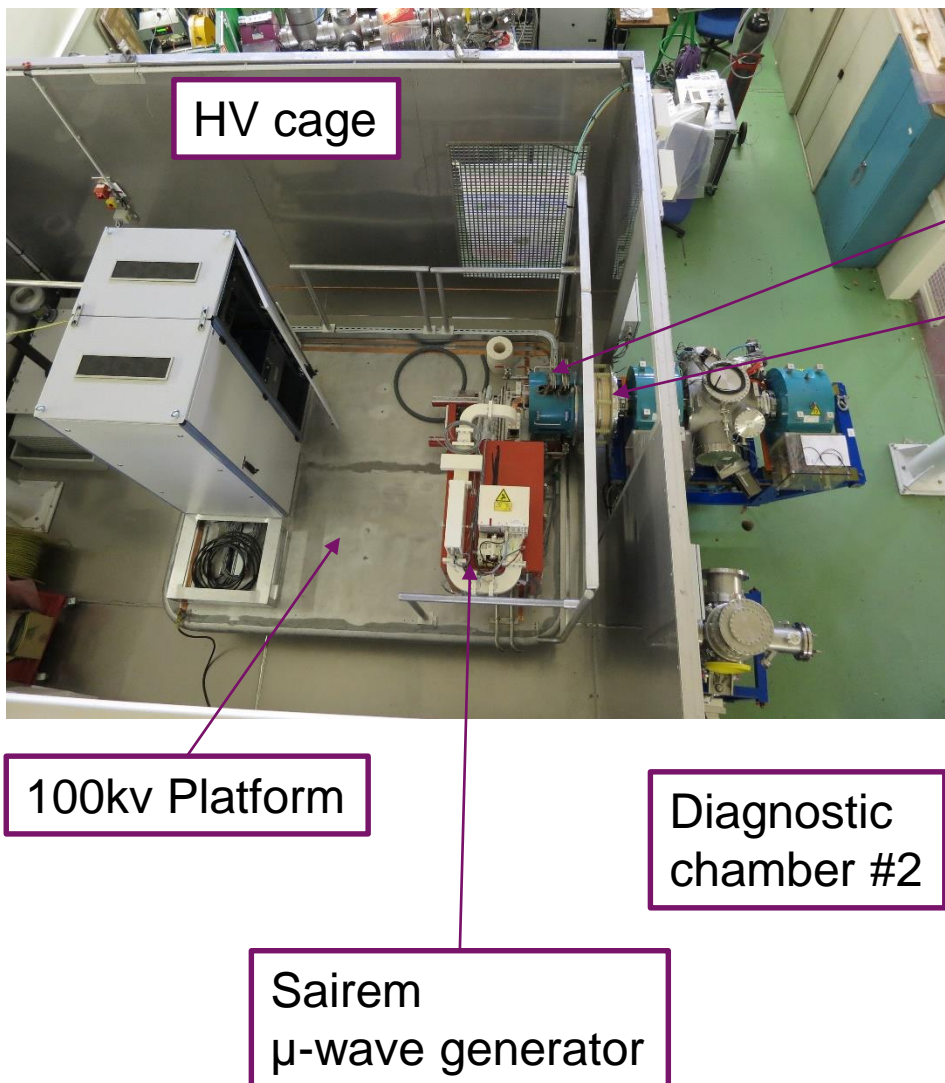 HV cage
100kv Platform
Diagnostic
chamber #2
Sairem
µ-wave generator